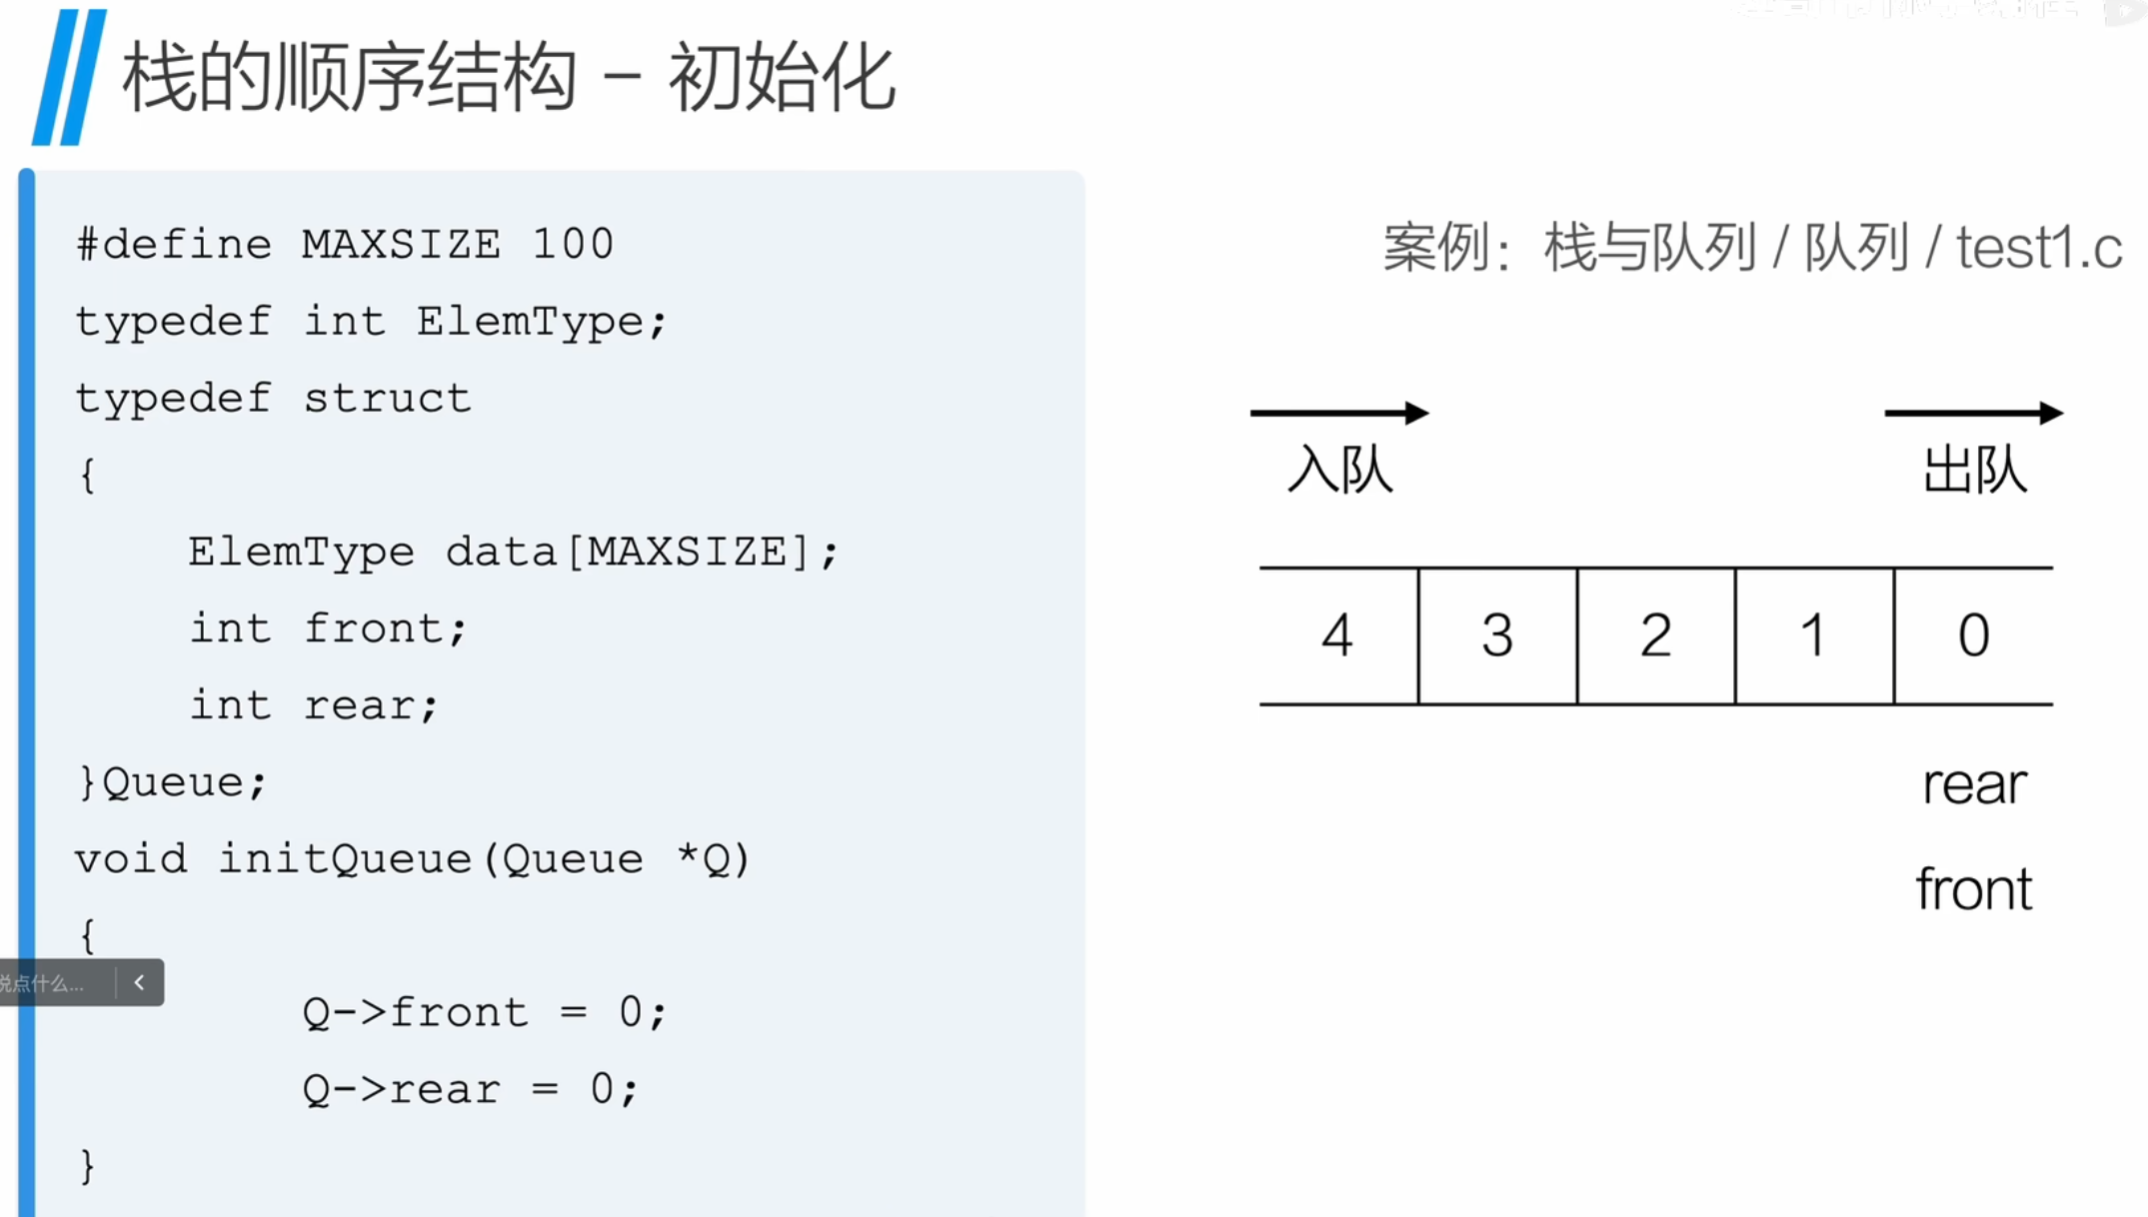 栈的顺序结构 - 初始化
#define MAXSIZE 100
typedef int ElemType;
typedef struct
{
ElemType data[MAXSIZE];
int front;
int rear;
}Queue;
void initQueue(Queue *Q)
{
Q->front = 0;
Q->rear = 0;
}
说点什么...
案例：栈与队列 / 队列 / test1.c
入队 出队
4 3 2 1 0
rear
front